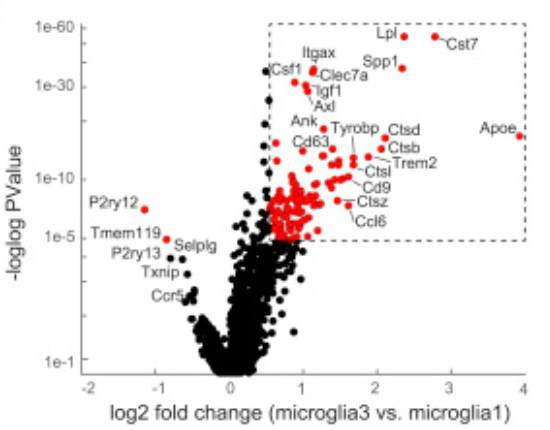 1e-60
1e-30
1e-10
1e-5
1e-1
-loglog PValue
Lpl
Cst7
Itgax
Spp1
Csf1
Clec7a
Igf1
Axl
Ank
Tyrobp
Ctsd
Apoe
Cd63
Ctsb
Trem2
Ctsl
Cd9
P2ry12
Ctsz
Ccl6
Tmem119
Selplg
P2ry13
Txnip
Ccr5
-2 -1 0 1 2 3 4
log2 fold change (microglia3 vs. microglia1)